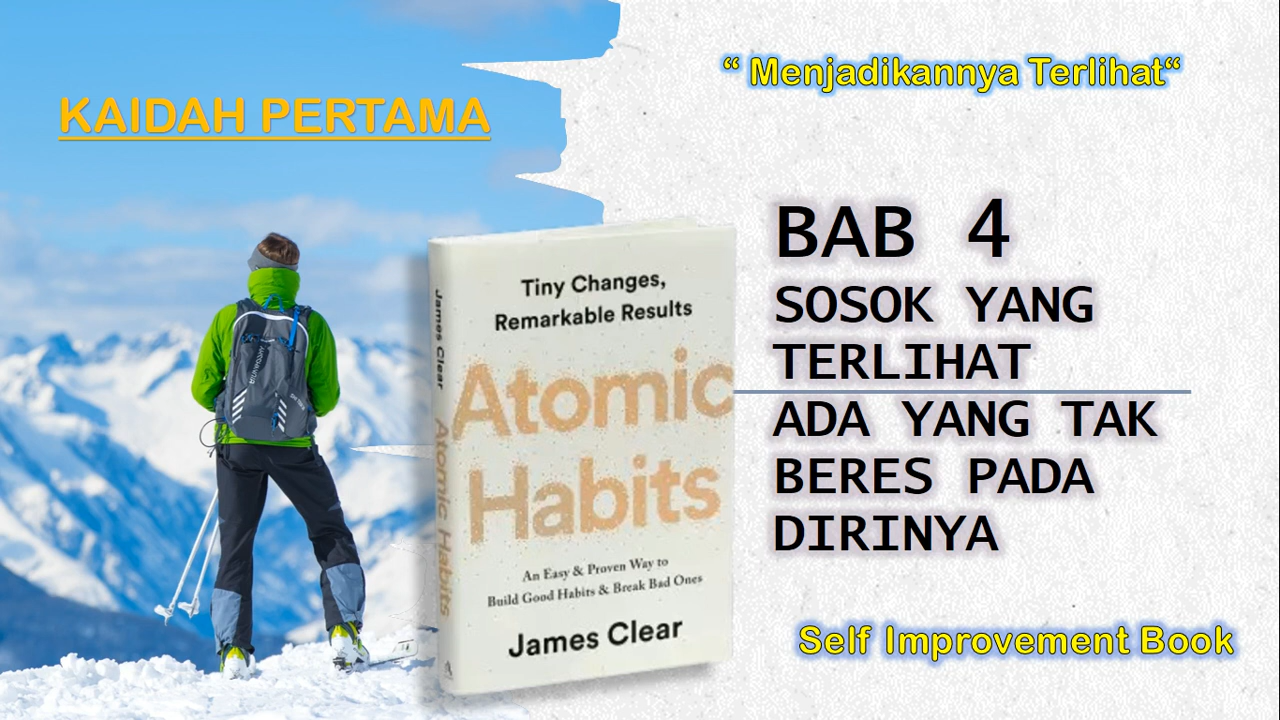 KAIDAH PERTAMA
“ Menjadikannya Terlihat“
BAB 4
SOSOK YANG
TERLIHAT
ADA YANG TAK
BERES PADA
DIRINYA
Self Improvement Book
James Clear
Atomic Habits
Tiny Changes,
Remarkable Results
Atomic
Habits
An Easy & Proven Way to
Build Good Habits & Break Bad Ones
James Clear